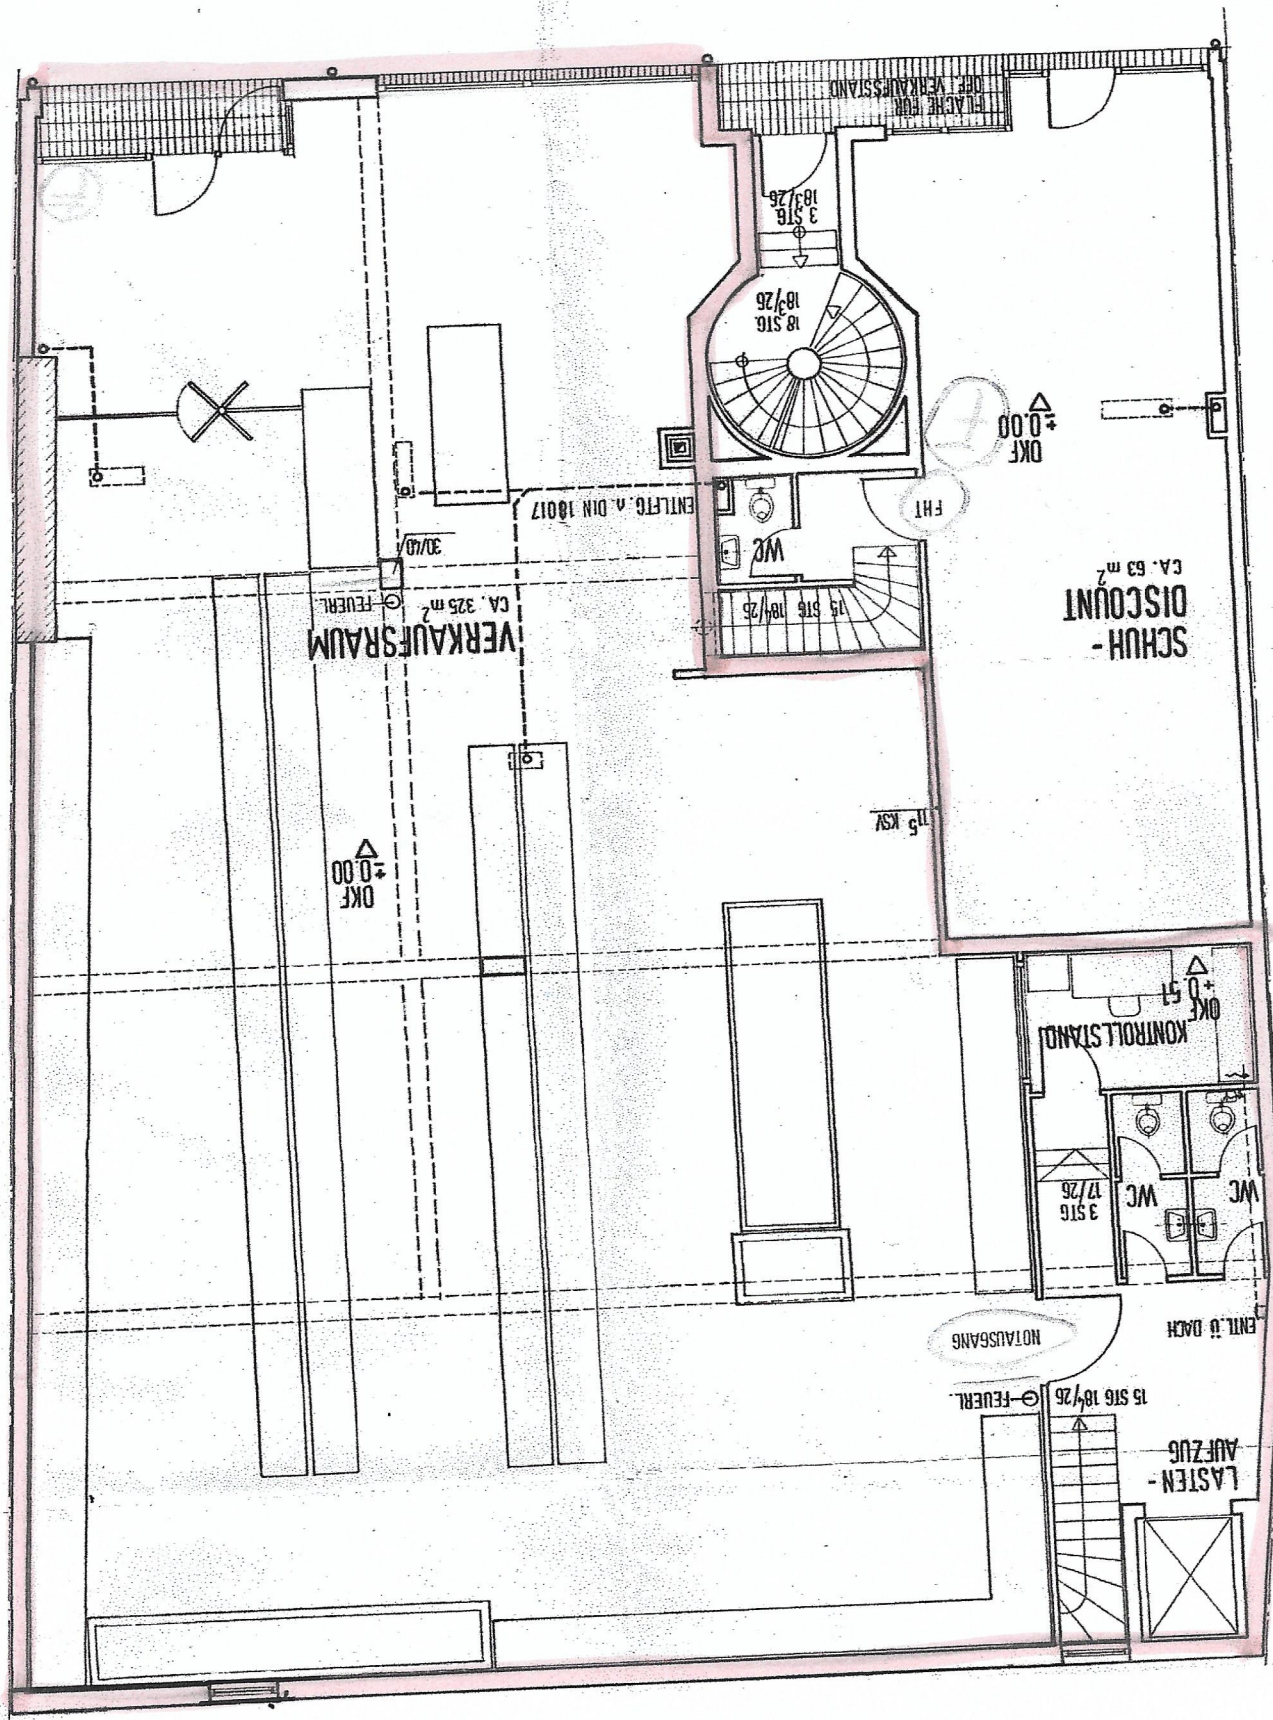 LASTEN-
AUFZUG
15 STG 18⁴/26
FEUERL.
NOTAUSGANG
ENTL. Ü DACH
WC
WC
3 STG
17/26
KONTROLLSTAND
OKF
± 0.51
OKF
± 0.00
11⁵ KSV
SCHUH-
DISCOUNT
CA. 63 m²
15 STG 18⁴/26
VERKAUFSRAUM
CA. 325 m²
FEUERL.
30/40
WC
FHT
ENTLFTG. n. DIN 18017
OKF
± 0.00
18 STG.
18³/26
3 STG.
18³/26
FLÄCHE FÜR
OFF. VERKAUFSSTAND